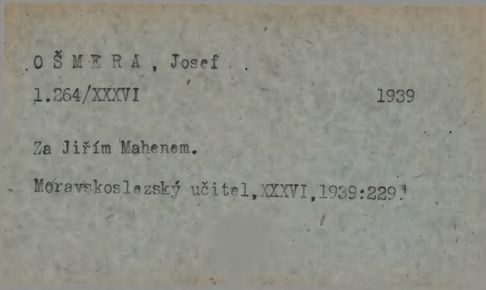 OŠMERA, Josef
1.264/XXXVI 1939
Za Jiřím Mahenem.
Moravskoslezský učitel,XXXVI,1939:229.